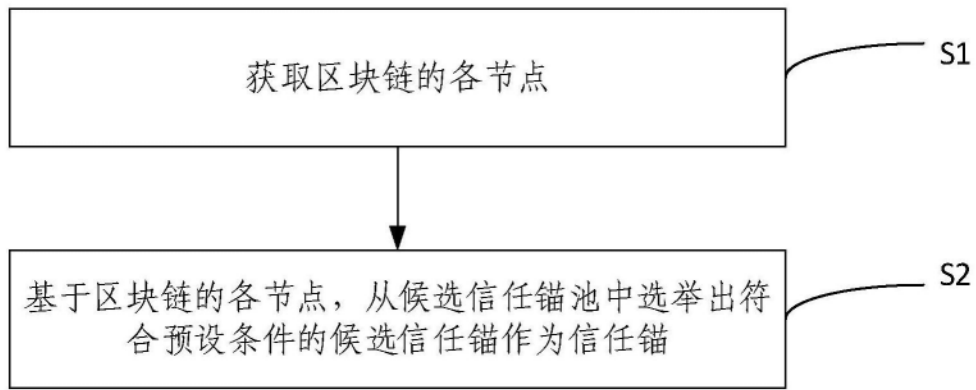 获取区块链的各节点
S1
基于区块链的各节点，从候选信任锚池中选举出符
合预设条件的候选信任锚作为信任锚
S2